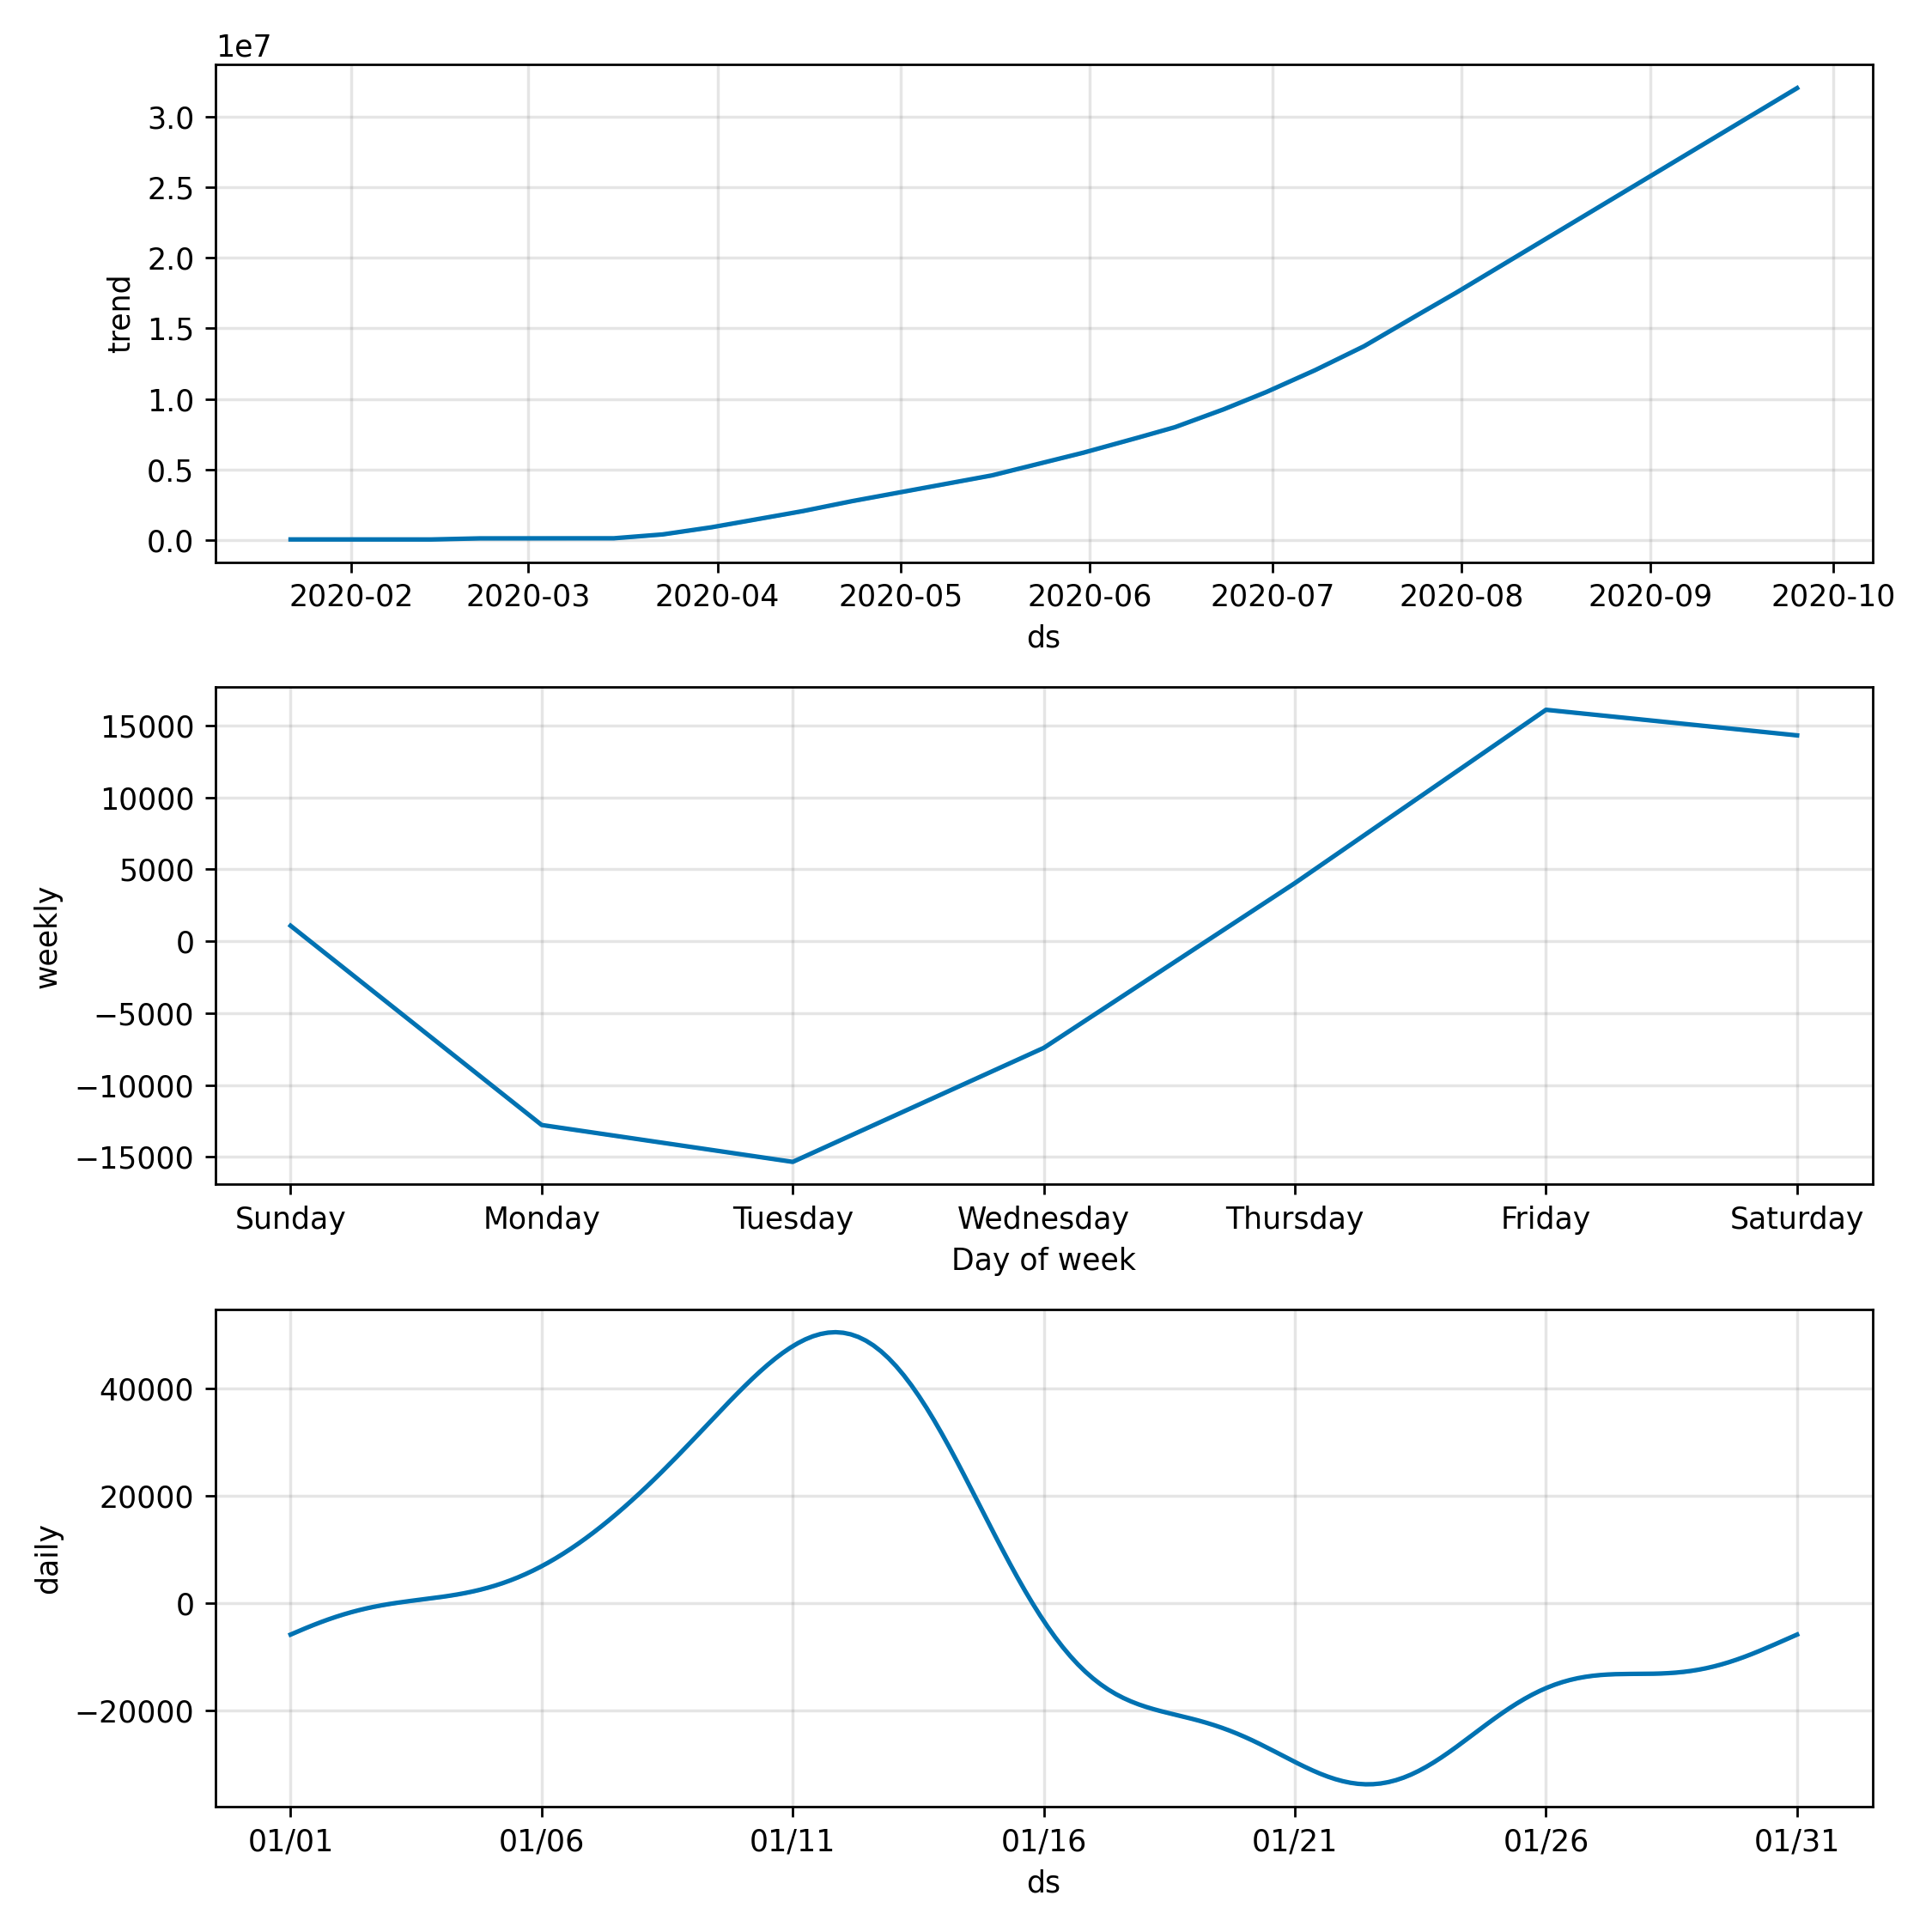 1e7
3.0
2.5
2.0
1.5
1.0
0.5
0.0
trend
2020-02 2020-03 2020-04 2020-05 2020-06 2020-07 2020-08 2020-09 2020-10
ds
15000
10000
5000
0
−5000
−10000
−15000
weekly
Sunday Monday Tuesday Wednesday Thursday Friday Saturday
Day of week
40000
20000
0
−20000
daily
01/01 01/06 01/11 01/16 01/21 01/26 01/31
ds